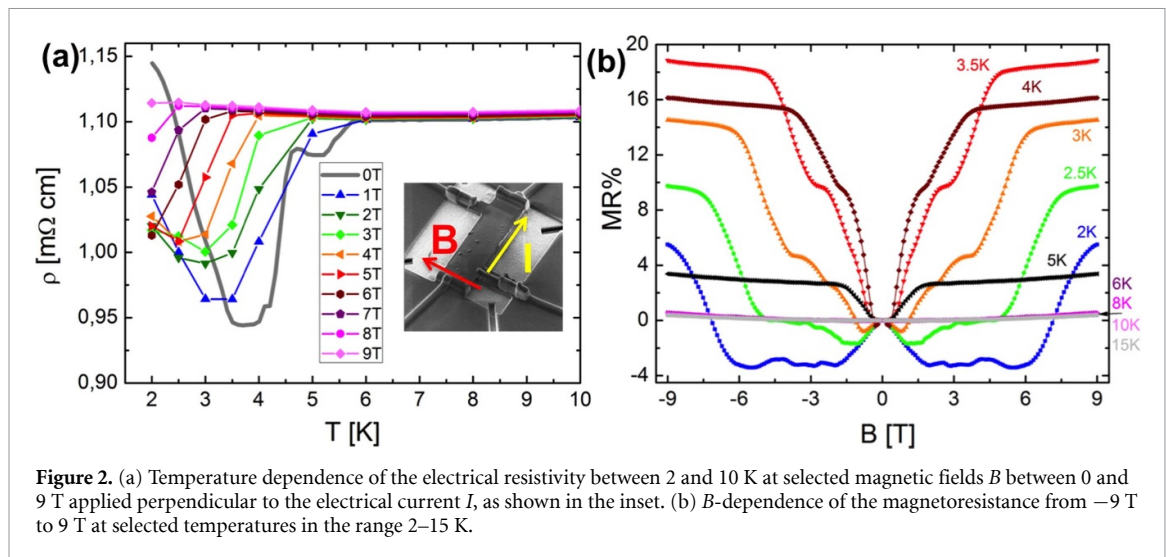 (a)
1,15
1,10
1,05
1,00
0,95
0,90
ρ [mΩ cm]
2 3 4 5 6 7 8 9 10
T [K]
0T
1T
2T
3T
4T
5T
6T
7T
8T
9T
B
I
(b)
20
16
12
8
4
0
-4
MR%
-9 -6 -3 0 3 6 9
B [T]
3.5K
4K
3K
2.5K
2K
5K
6K
8K
10K
15K
Figure 2. (a) Temperature dependence of the electrical resistivity between 2 and 10 K at selected magnetic fields B between 0 and
9 T applied perpendicular to the electrical current I, as shown in the inset. (b) B-dependence of the magnetoresistance from −9 T
to 9 T at selected temperatures in the range 2–15 K.